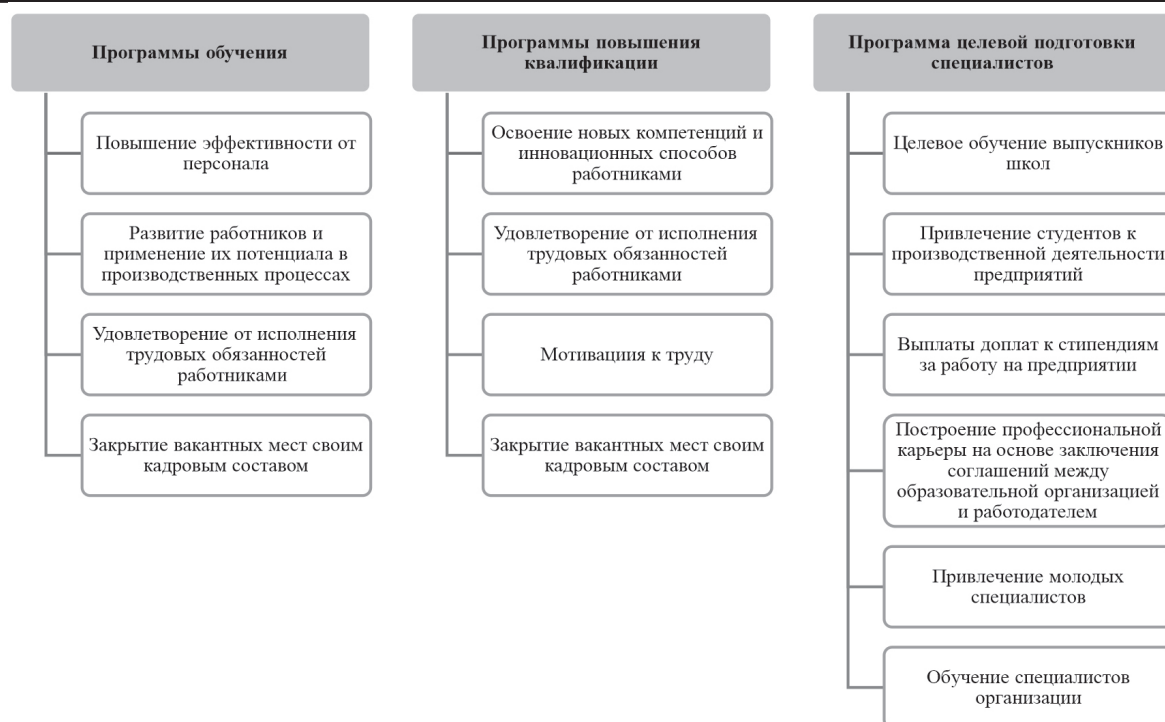 Программы обучения
Повышение эффективности от
персонала
Развитие работников и
применение их потенциала в
производственных процессах
Удовлетворение от исполнения
трудовых обязанностей
работниками
Закрытие вакантных мест своим
кадровым составом
Программы повышения
квалификации
Освоение новых компетенций и
инновационных способов
работниками
Удовлетворение от исполнения
трудовых обязанностей
работниками
Мотивациия к труду
Закрытие вакантных мест своим
кадровым составом
Программа целевой подготовки
специалистов
Целевое обучение выпускников
школ
Привлечение студентов к
производственной деятельности
предприятий
Выплаты доплат к стипендиям
за работу на предприятии
Построение профессиональной
карьеры на основе заключения
соглашений между
образовательной организацией
и работодателем
Привлечение молодых
специалистов
Обучение специалистов
организации